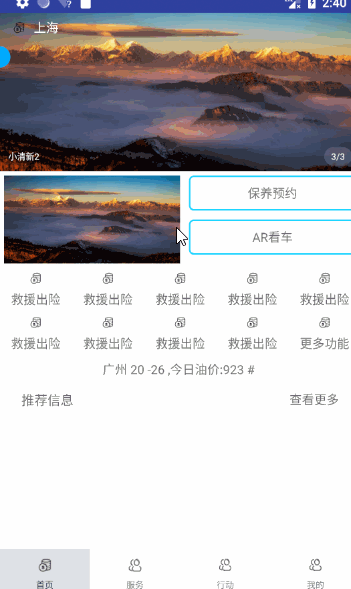 2:40
上海
小清新2
3/3
保养预约
AR看车
救援出险 救援出险 救援出险 救援出险 救援出险
救援出险 救援出险 救援出险 救援出险 更多功能
广州 20 -26 ,今日油价:923 #
推荐信息 查看更多
首页 服务 行动 我的